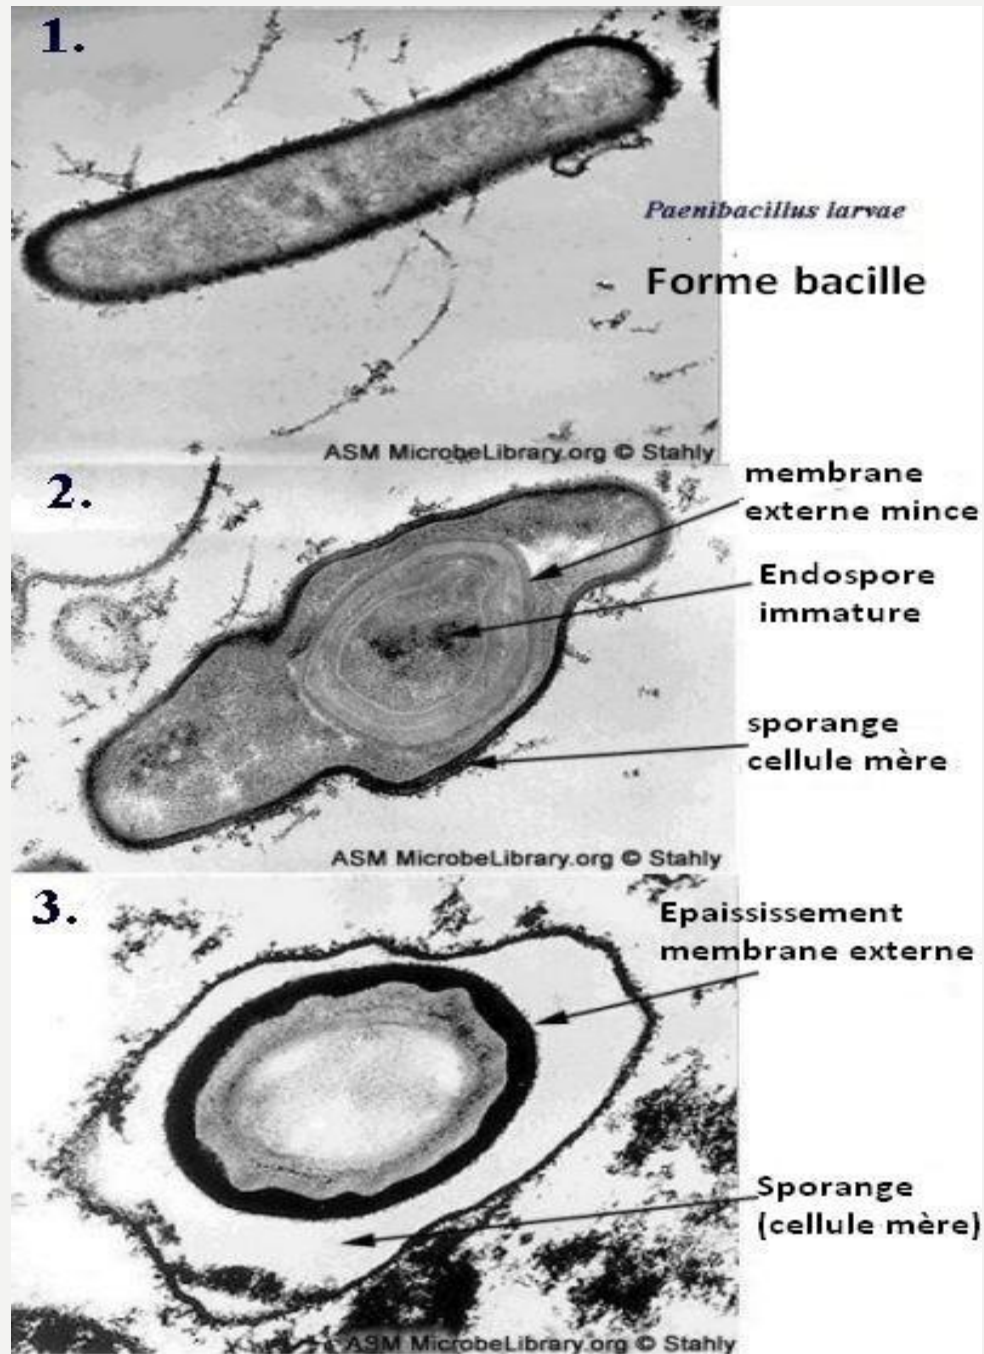 1.
Paenibacillus larvae
Forme bacille
ASM MicrobeLibrary.org © Stahly
2.
membrane
externe mince
Endospore
immature
sporange
cellule mère
ASM MicrobeLibrary.org © Stahly
3.
Epaississement
membrane externe
Sporange
(cellule mère)
ASM MicrobeLibrary.org © Stahly